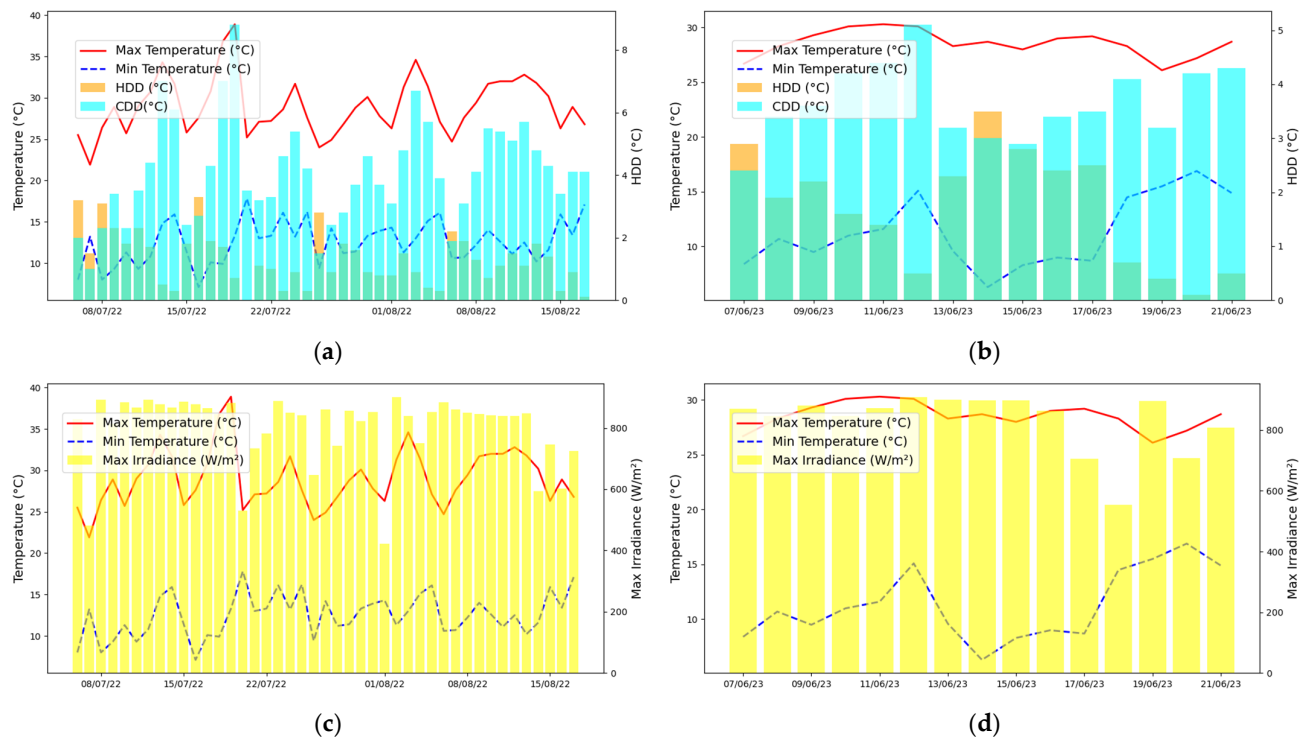 40
35
30
25
20
15
10
Temperature (°C)
Max Temperature (°C)
Min Temperature (°C)
HDD (°C)
CDD(°C)
8
6
4
2
0
HDD (°C)
08/07/22 15/07/22 22/07/22 01/08/22 08/08/22 15/08/22
(a)
30
25
20
15
10
Temperature (°C)
Max Temperature (°C)
Min Temperature (°C)
HDD (°C)
CDD (°C)
5
4
3
2
1
0
HDD (°C)
07/06/23 09/06/23 11/06/23 13/06/23 15/06/23 17/06/23 19/06/23 21/06/23
(b)
40
35
30
25
20
15
10
Temperature (°C)
Max Temperature (°C)
Min Temperature (°C)
Max Irradiance (W/m²)
800
600
400
200
0
Max Irradiance (W/m²)
08/07/22 15/07/22 22/07/22 01/08/22 08/08/22 15/08/22
(c)
30
25
20
15
10
Temperature (°C)
Max Temperature (°C)
Min Temperature (°C)
Max Irradiance (W/m²)
800
600
400
200
0
Max Irradiance (W/m²)
07/06/23 09/06/23 11/06/23 13/06/23 15/06/23 17/06/23 19/06/23 21/06/23
(d)